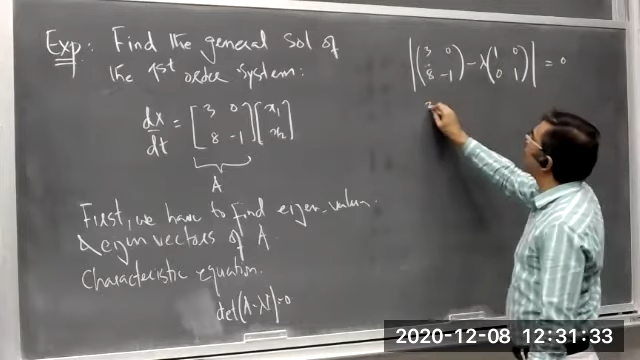 Exp: Find the general Sol of
the 1st order system:
dx/dt = [3 0; 8 -1] [x1; x2]
A
First, we have to find eigen values
& eigen vectors of A.
Characteristic equation.
det(A-λI)=0
|(3 0; 8 -1) - λ(1 0; 0 1)| = 0
2020-12-08 12:31:33